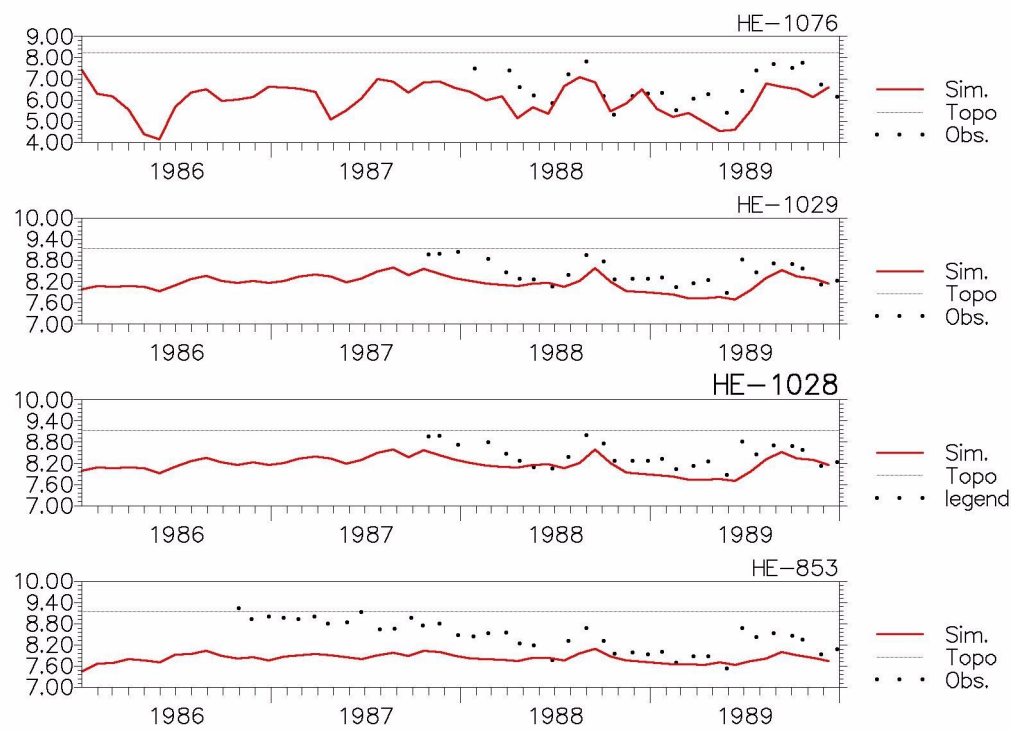 HE-1076
9.00
8.00
7.00
6.00
5.00
4.00
1986 1987 1988 1989
Sim.
Topo
Obs.
HE-1029
10.00
9.40
8.80
8.20
7.60
7.00
1986 1987 1988 1989
Sim.
Topo
Obs.
HE-1028
10.00
9.40
8.80
8.20
7.60
7.00
1986 1987 1988 1989
Sim.
Topo
legend
HE-853
10.00
9.40
8.80
8.20
7.60
7.00
1986 1987 1988 1989
Sim.
Topo
Obs.